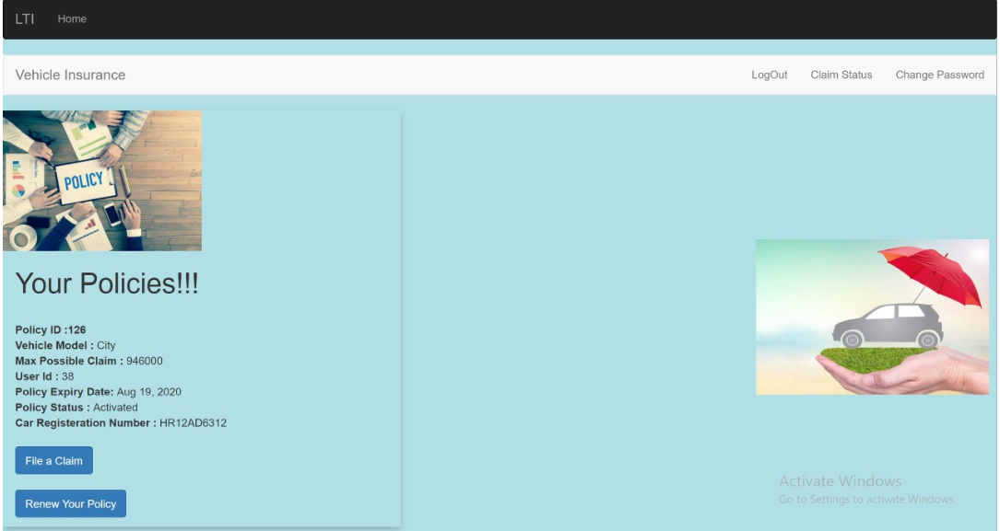 LTI Home
Vehicle Insurance LogOut Claim Status Change Password
POLICY
Your Policies!!!
Policy ID :126
Vehicle Model : City
Max Possible Claim : 946000
User Id : 38
Policy Expiry Date: Aug 19, 2020
Policy Status : Activated
Car Registeration Number : HR12AD6312
File a Claim
Renew Your Policy
Activate Windows
Go to Settings to activate Windows.